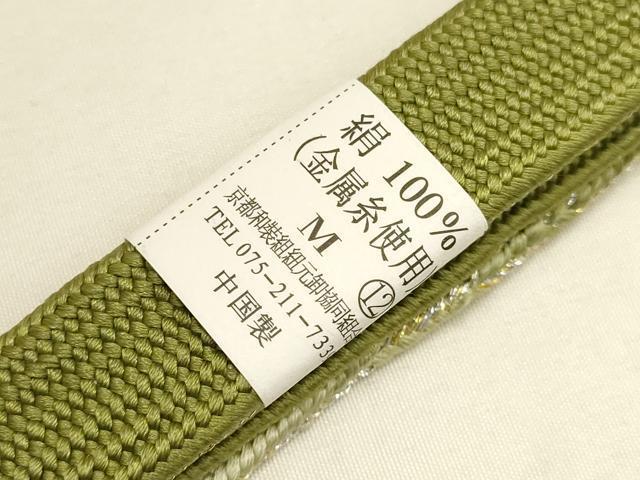 絹 100%
(金属糸使用)
M ⑫
京都和装組紐元卸協同組合
TEL 075-211-733
中国製